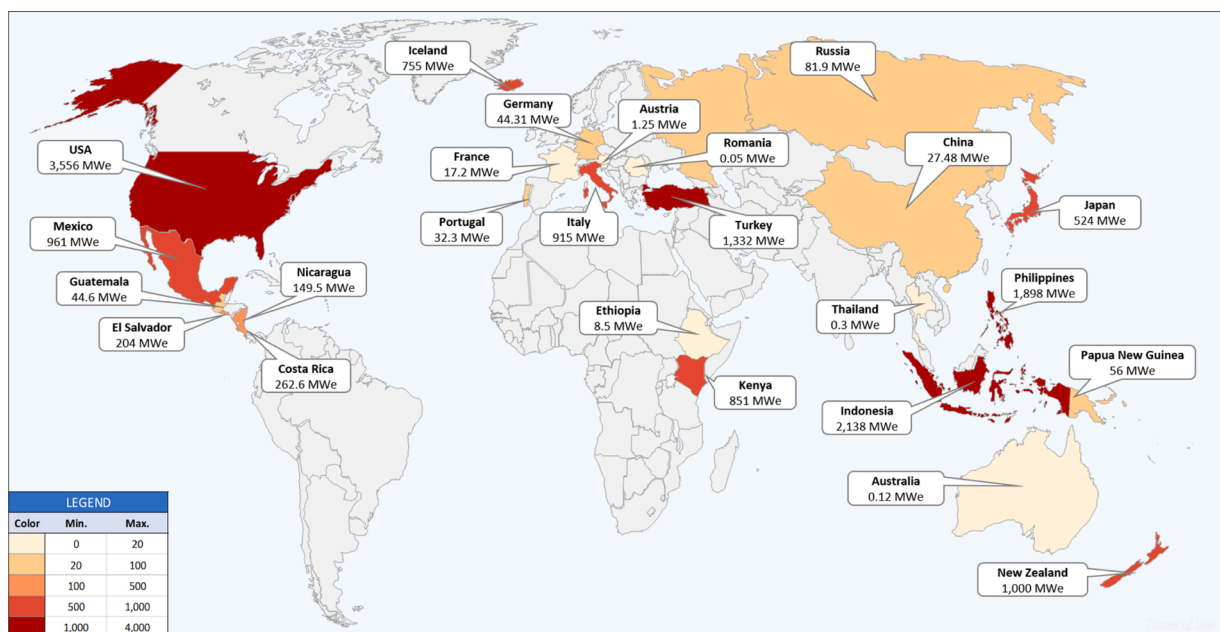 Iceland
755 MWe
Russia
81.9 MWe
Germany
44.31 MWe
Austria
1.25 MWe
USA
3,556 MWe
France
17.2 MWe
Romania
0.05 MWe
China
27.48 MWe
Mexico
961 MWe
Portugal
32.3 MWe
Italy
915 MWe
Turkey
1,332 MWe
Japan
524 MWe
Guatemala
44.6 MWe
Nicaragua
149.5 MWe
Philippines
1,898 MWe
El Salvador
204 MWe
Ethiopia
8.5 MWe
Thailand
0.3 MWe
Costa Rica
262.6 MWe
Kenya
851 MWe
Papua New Guinea
56 MWe
Indonesia
2,138 MWe
Australia
0.12 MWe
New Zealand
1,000 MWe
LEGEND
Color Min. Max.
0 20
20 100
100 500
500 1,000
1,000 4,000